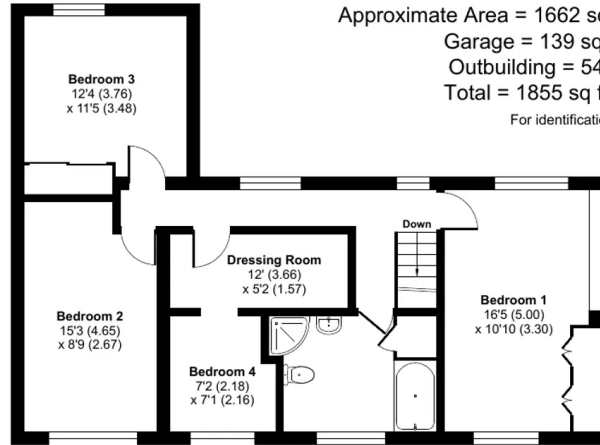 Approximate Area = 1662 s
Garage = 139 sq
Outbuilding = 54
Total = 1855 sq f
For identificati
Bedroom 3
12'4 (3.76)
x 11'5 (3.48)
Down
Dressing Room
12' (3.66)
x 5'2 (1.57)
Bedroom 2
15'3 (4.65)
x 8'9 (2.67)
Bedroom 1
16'5 (5.00)
x 10'10 (3.30)
Bedroom 4
7'2 (2.18)
x 7'1 (2.16)